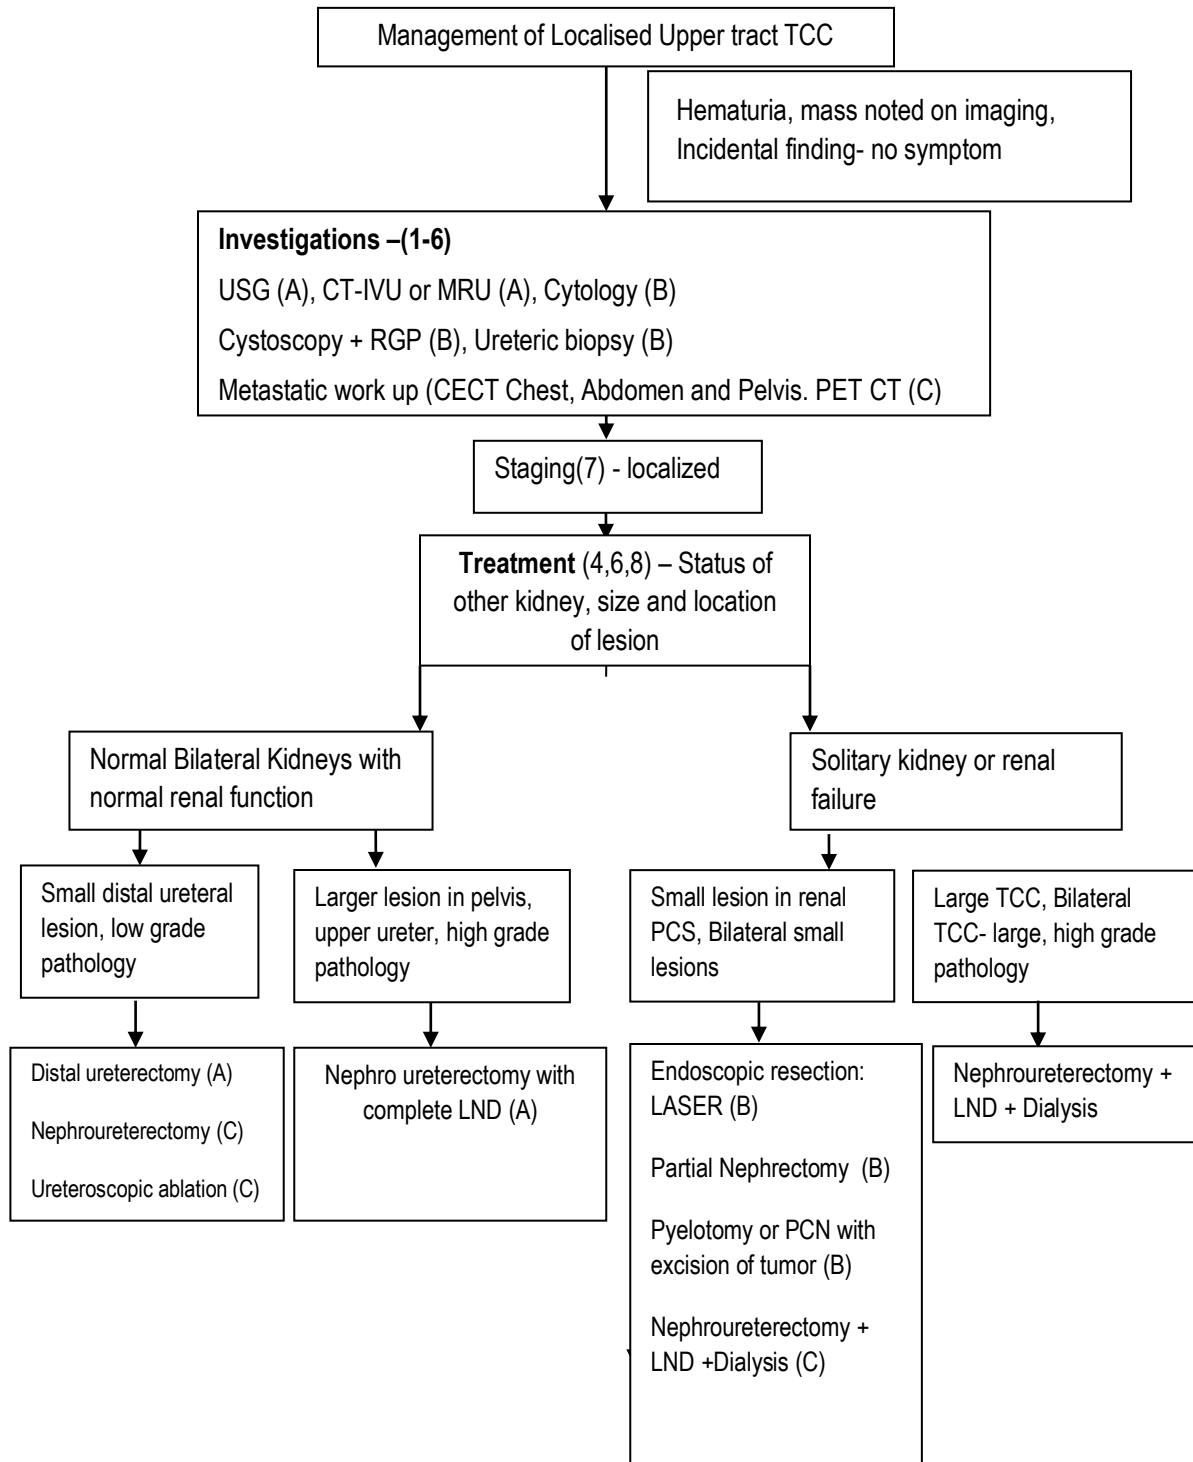 Management of Localised Upper tract TCC
Hematuria, mass noted on imaging,
Incidental finding- no symptom
Investigations –(1-6)
USG (A), CT-IVU or MRU (A), Cytology (B)
Cystoscopy + RGP (B), Ureteric biopsy (B)
Metastatic work up (CECT Chest, Abdomen and Pelvis. PET CT (C)
Staging(7) - localized
Treatment (4,6,8) – Status of
other kidney, size and location
of lesion
Normal Bilateral Kidneys with
normal renal function
Solitary kidney or renal
failure
Small distal ureteral
lesion, low grade
pathology
Larger lesion in pelvis,
upper ureter, high grade
pathology
Small lesion in renal
PCS, Bilateral small
lesions
Large TCC, Bilateral
TCC- large, high grade
pathology
Distal ureterectomy (A)
Nephroureterectomy (C)
Ureteroscopic ablation (C)
Nephro ureterectomy with
complete LND (A)
Endoscopic resection:
LASER (B)
Partial Nephrectomy (B)
Pyelotomy or PCN with
excision of tumor (B)
Nephroureterectomy +
LND +Dialysis (C)
Nephroureterectomy +
LND + Dialysis